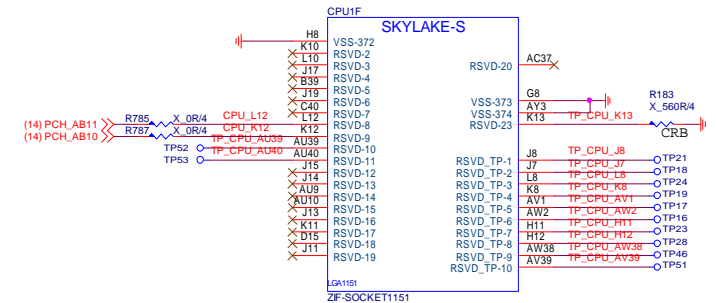 CPU1F
SKYLAKE-S
H8 VSS-372
K10 RSVD-2
L10 RSVD-3
J17 RSVD-4
B39 RSVD-5
J19 RSVD-6
C40 RSVD-7
(14) PCH_AB11 R785 X_0R/4 CPU_L12 L12 RSVD-8
(14) PCH_AB10 R787 X_0R/4 CPU_K12 K12 RSVD-9
TP52 TP_CPU_AU39 AU39 RSVD-10
TP53 TP_CPU_AU40 AU40 RSVD-11
J15 RSVD-12
J14 RSVD-13
AU9 RSVD-14
AU10 RSVD-15
J13 RSVD-16
K11 RSVD-17
D15 RSVD-18
J11 RSVD-19
RSVD-20 AC37
VSS-373 G8
VSS-374 AY3
RSVD-23 K13 TP_CPU_K13
R183
X_560R/4
CRB
RSVD_TP-1 J8 TP_CPU_J8 TP21
RSVD_TP-2 J7 TP_CPU_J7 TP18
RSVD_TP-3 L8 TP_CPU_L8 TP24
RSVD_TP-4 K8 TP_CPU_K8 TP19
RSVD_TP-5 AV1 TP_CPU_AV1 TP17
RSVD_TP-6 AW2 TP_CPU_AW2 TP16
RSVD_TP-7 H11 TP_CPU_H11 TP23
RSVD_TP-8 H12 TP_CPU_H12 TP28
RSVD_TP-9 AW38 TP_CPU_AW38 TP46
RSVD_TP-10 AV39 TP_CPU_AV39 TP51
LGA1151
ZIF-SOCKET1151